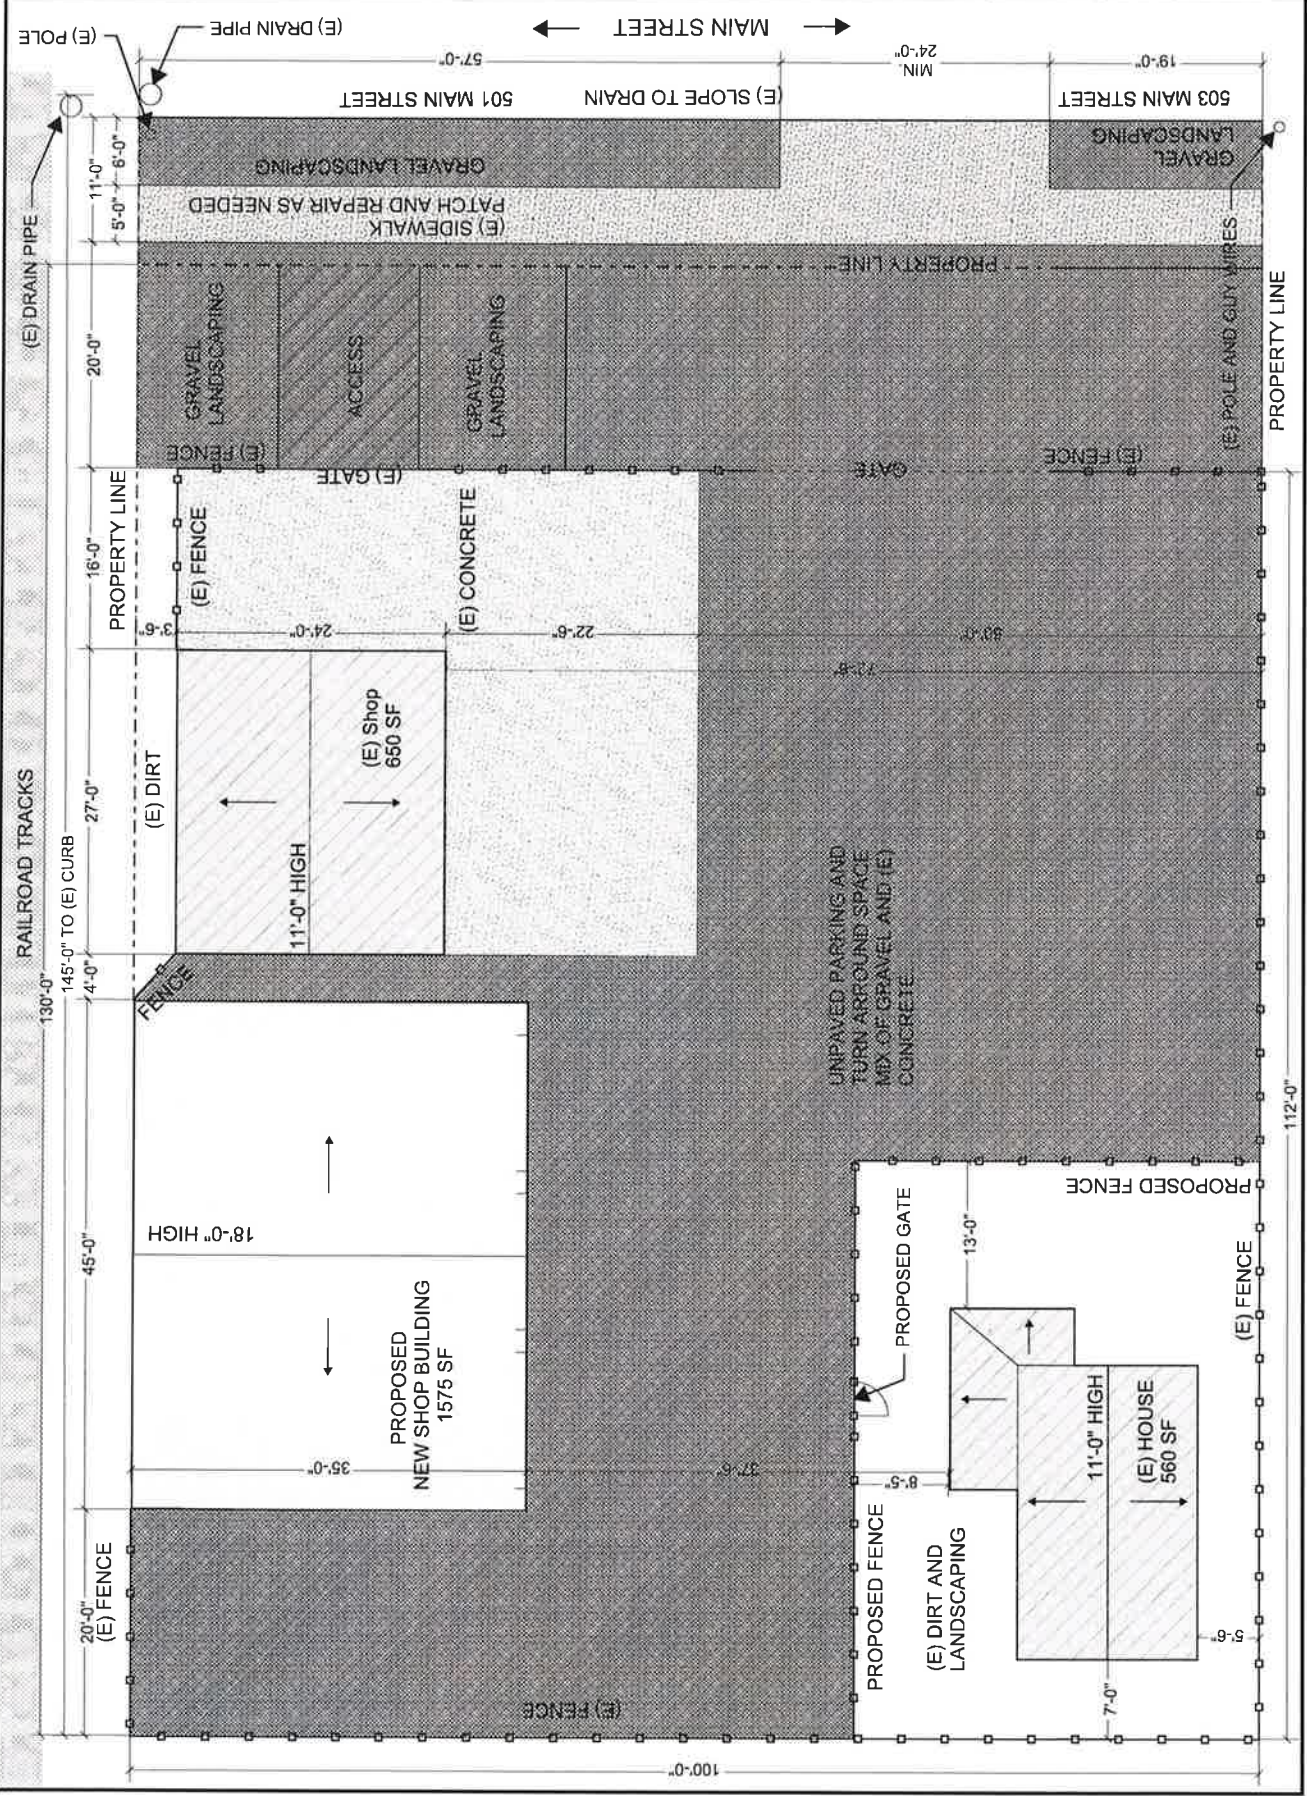 (E) POLE
(E) DRAIN PIPE
MAIN STREET
57'-0"
MIN.
24'-0"
19'-0"
501 MAIN STREET
(E) SLOPE TO DRAIN
503 MAIN STREET
(E) DRAIN PIPE
11'-0"
6'-0"
5'-0"
GRAVEL LANDSCAPING
GRAVEL
LANDSCAPING
(E) SIDEWALK
PATCH AND REPAIR AS NEEDED
PROPERTY LINE
20'-0"
GRAVEL
LANDSCAPING
ACCESS
GRAVEL
LANDSCAPING
(E) POLE AND GUY WIRES
PROPERTY LINE
(E) FENCE
(E) GATE
GATE
(E) FENCE
PROPERTY LINE
16'-0"
(E) FENCE
(E) CONCRETE
3'-6"
24'-0"
22'-6"
50'-0"
72'-6"
RAILROAD TRACKS
130'-0"
145'-0" TO (E) CURB
27'-0"
(E) DIRT
(E) Shop
650 SF
11'-0" HIGH
4'-0"
FENCE
UNPAVED PARKING AND
TURN ARROUND SPACE
MIX OF GRAVEL AND (E)
CONCRETE
45'-0"
18'-0" HIGH
PROPOSED
NEW SHOP BUILDING
1575 SF
35'-0"
37'-6"
8'-5"
PROPOSED GATE
13'-0"
PROPOSED FENCE
(E) FENCE
112'-0"
11'-0" HIGH
(E) HOUSE
560 SF
20'-0"
(E) FENCE
PROPOSED FENCE
(E) DIRT AND
LANDSCAPING
5'-6"
7'-0"
(E) FENCE
100'-0"